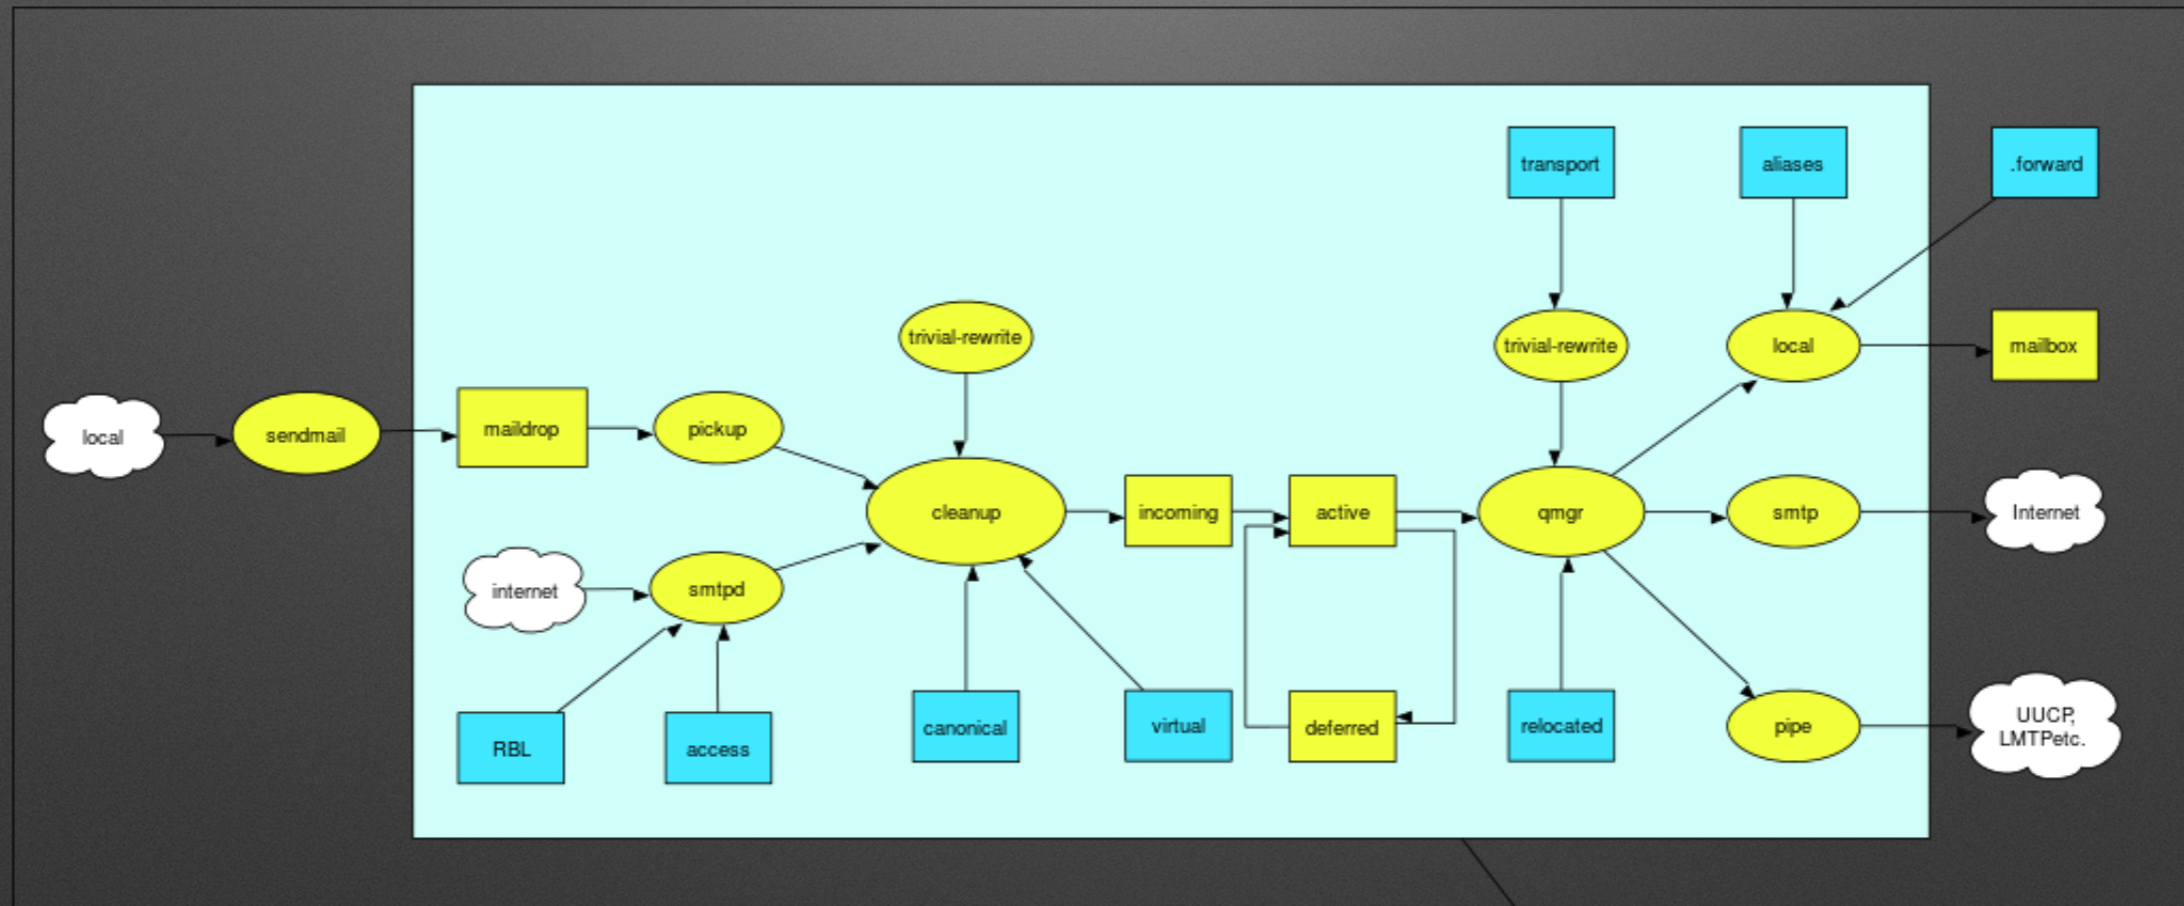 transport
aliases
.forward
trivial-rewrite
trivial-rewrite
local
mailbox
local
sendmail
maildrop
pickup
cleanup
incoming
active
qmgr
smtp
Internet
internet
smtpd
RBL
access
canonical
virtual
deferred
relocated
pipe
UUCP,
LMTPetc.